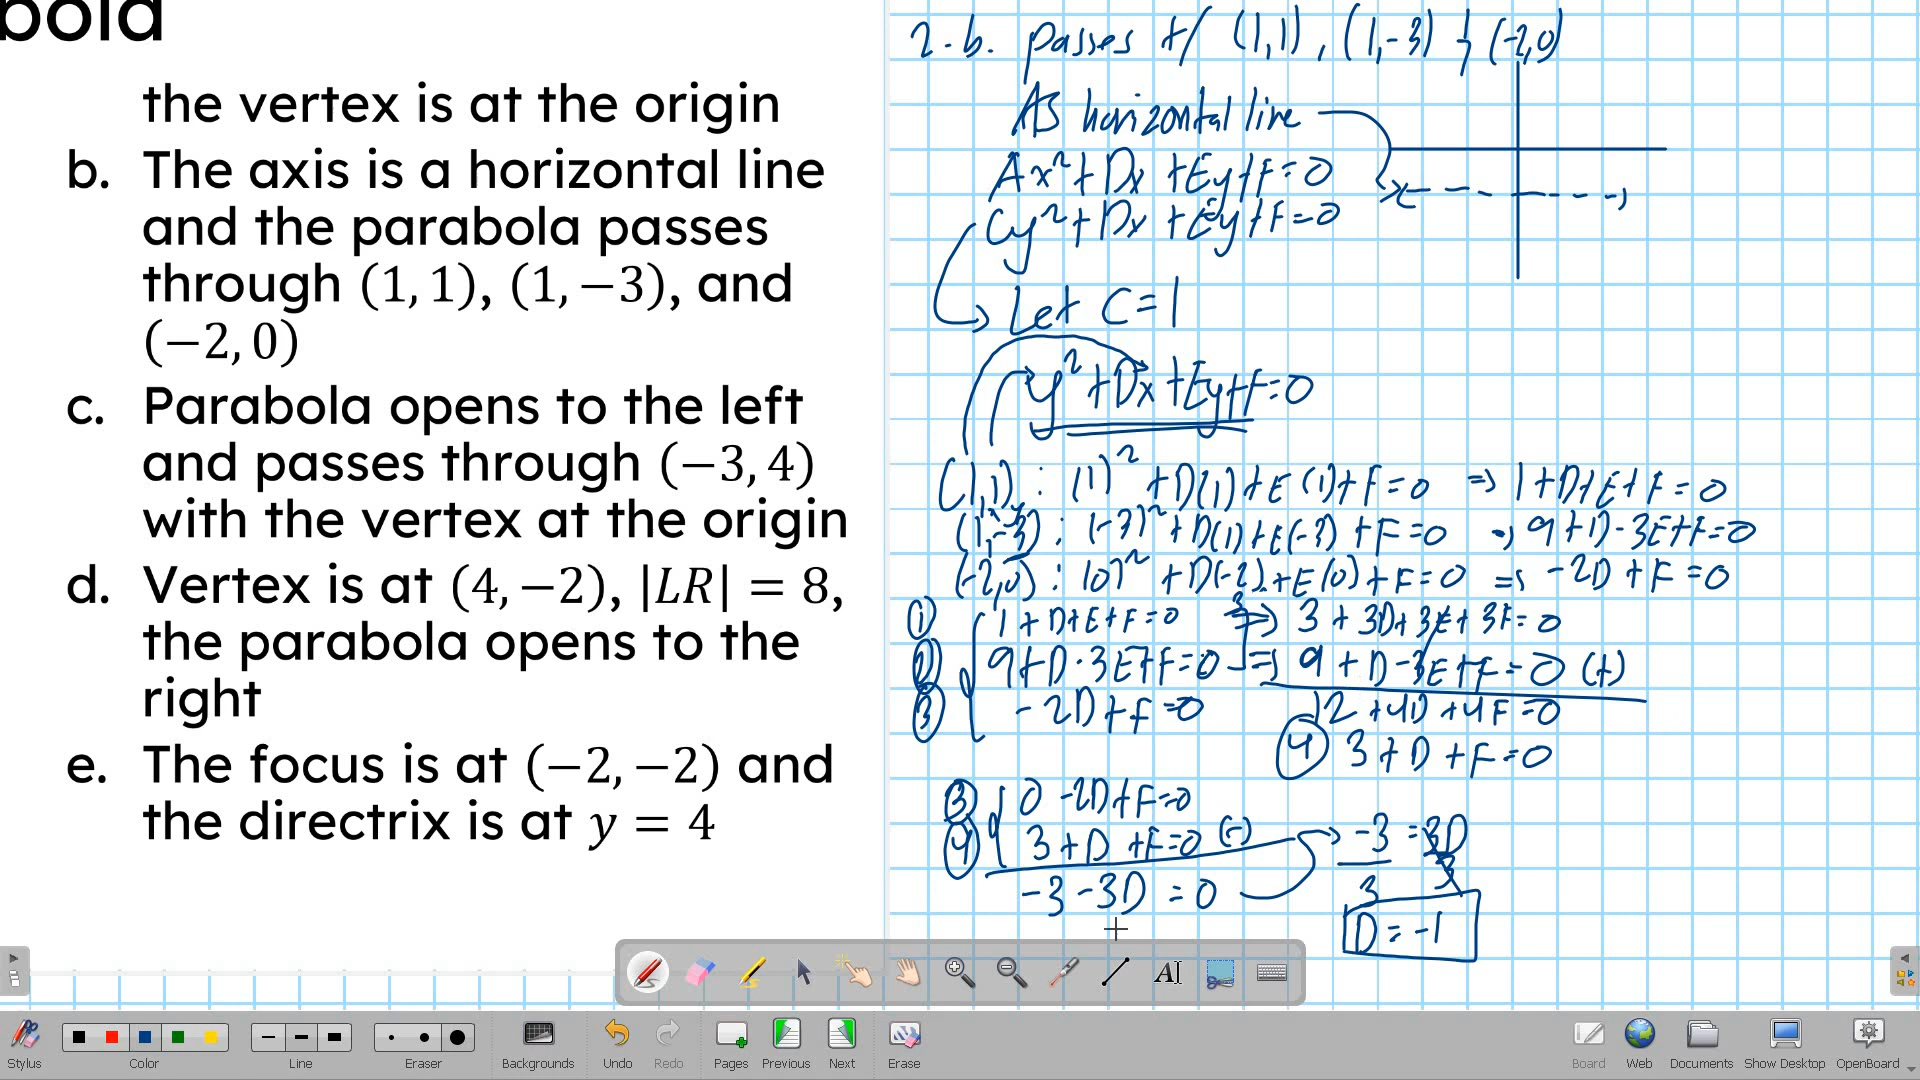 bola
the vertex is at the origin
b. The axis is a horizontal line
and the parabola passes
through (1, 1), (1, −3), and
(−2, 0)
c. Parabola opens to the left
and passes through (−3, 4)
with the vertex at the origin
d. Vertex is at (4, −2), |LR| = 8,
the parabola opens to the
right
e. The focus is at (−2, −2) and
the directrix is at y = 4
2.b. passes t/ (1,1), (1,-3) & (-2,0)
AS horizontal line
Ax²+Dx+Ey+F=0
Cy²+Dx+Ey+F=0
Let C=1
y²+Dx+Ey+F=0
(1,1): (1)²+D(1)+E(1)+F=0 ⇒ 1+D+E+F=0
x y
(1,-3): (-3)²+D(1)+E(-3)+F=0 ⇒ 9+D-3E+F=0
(-2,0): (0)²+D(-2)+E(0)+F=0 ⇒ -2D+F=0
① 1+D+E+F=0 3⇒ 3+3D+3E+3F=0
② 9+D-3E+F=0 ⇒ 9+D-3E+F=0 (+)
③ -2D+F=0 12+4D+4F=0
④ 3+D+F=0
③ 0-2D+F=0
④ 3+D+F=0 (-) -3 = 3D
-3-3D=0 3 3
D=-1
Stylus
Color
Line
Eraser
Backgrounds
Undo
Redo
Pages
Previous
Next
Erase
Board
Web
Documents
Show Desktop
OpenBoard